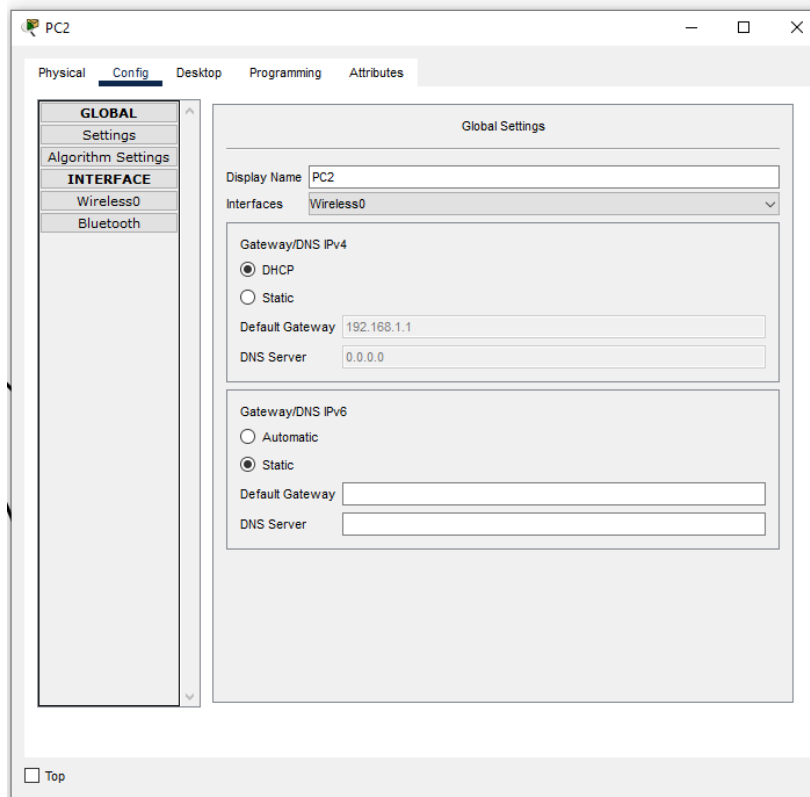 PC2
Physical Config Desktop Programming Attributes
GLOBAL
Settings
Algorithm Settings
INTERFACE
Wireless0
Bluetooth
Global Settings
Display Name PC2
Interfaces Wireless0
Gateway/DNS IPv4
DHCP
Static
Default Gateway 192.168.1.1
DNS Server 0.0.0.0
Gateway/DNS IPv6
Automatic
Static
Default Gateway
DNS Server
Top